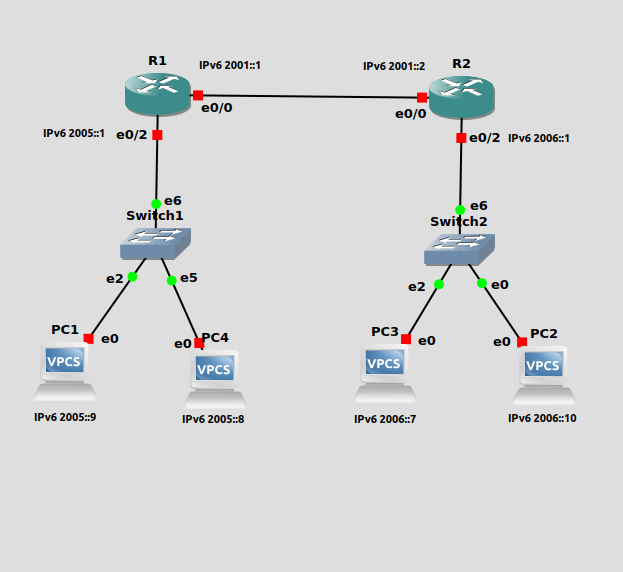 R1
IPv6 2001::1
IPv6 2001::2
R2
e0/0
e0/0
IPv6 2005::1
e0/2
e0/2
IPv6 2006::1
e6
Switch1
e6
Switch2
e2
e5
e2
e0
PC1
e0
e0
PC4
PC3
e0
e0
PC2
VPCS
VPCS
VPCS
VPCS
IPv6 2005::9
IPv6 2005::8
IPv6 2006::7
IPv6 2006::10